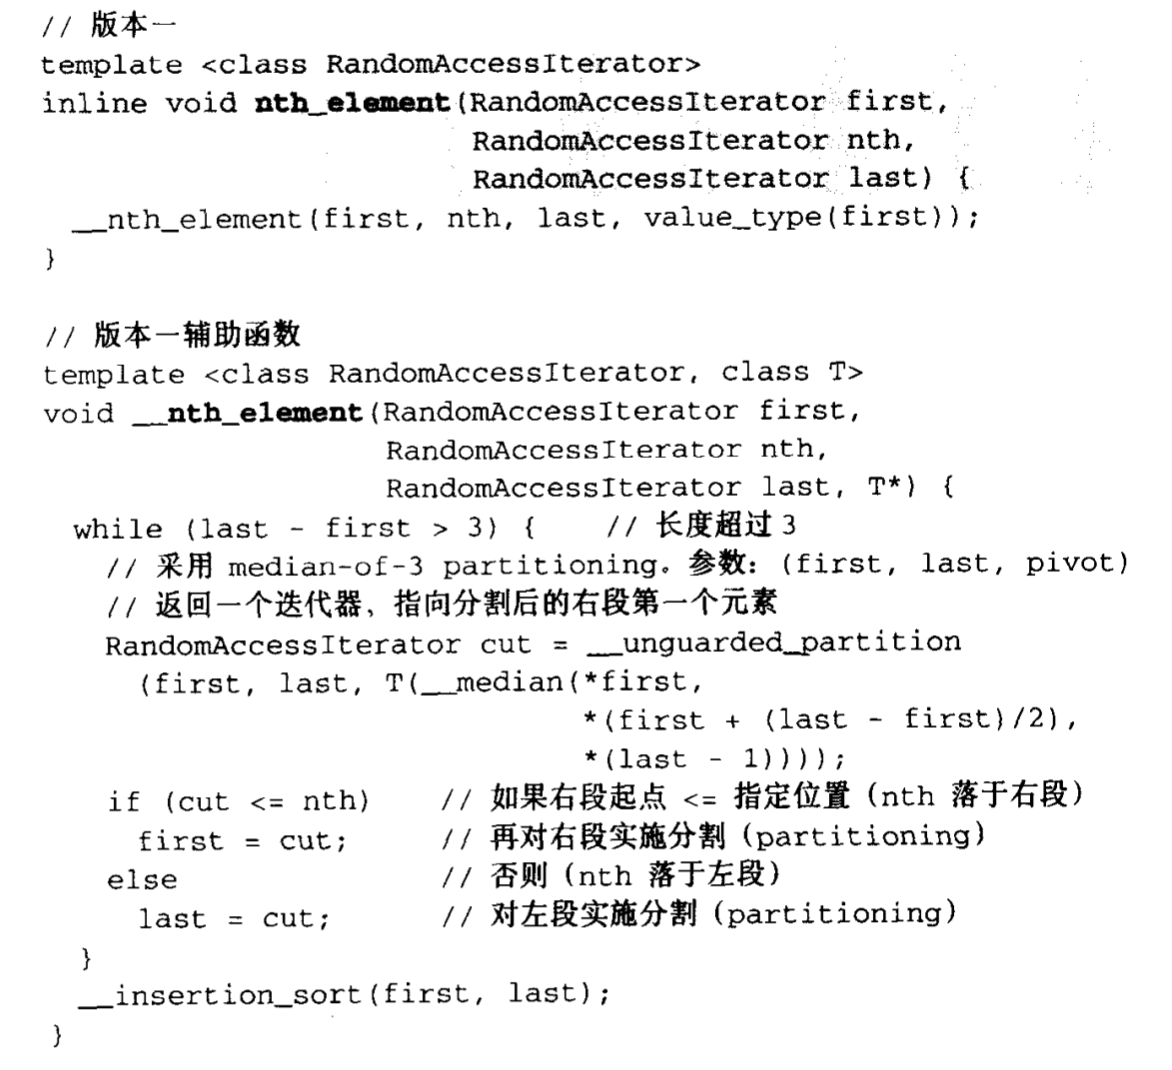 // 版本一
template <class RandomAccessIterator>
inline void nth_element(RandomAccessIterator first,
                        RandomAccessIterator nth,
                        RandomAccessIterator last) {
  __nth_element(first, nth, last, value_type(first));
}

// 版本一辅助函数
template <class RandomAccessIterator, class T>
void __nth_element(RandomAccessIterator first,
                   RandomAccessIterator nth,
                   RandomAccessIterator last, T*) {
  while (last - first > 3) {    // 长度超过 3
    // 采用 median-of-3 partitioning。参数：(first, last, pivot)
    // 返回一个迭代器，指向分割后的右段第一个元素
    RandomAccessIterator cut = __unguarded_partition
      (first, last, T(__median(*first,
                               *(first + (last - first)/2),
                               *(last - 1))));
    if (cut <= nth)     // 如果右段起点 <= 指定位置（nth 落于右段）
      first = cut;      // 再对右段实施分割（partitioning）
    else                // 否则（nth 落于左段）
      last = cut;       // 对左段实施分割（partitioning）
  }
  __insertion_sort(first, last);
}